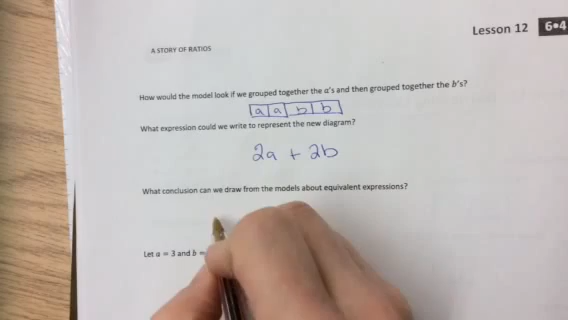 Lesson 12 6•4
A STORY OF RATIOS
How would the model look if we grouped together the a's and then grouped together the b's?
a a b b
What expression could we write to represent the new diagram?
2a + 2b
What conclusion can we draw from the models about equivalent expressions?
Let a = 3 and b =